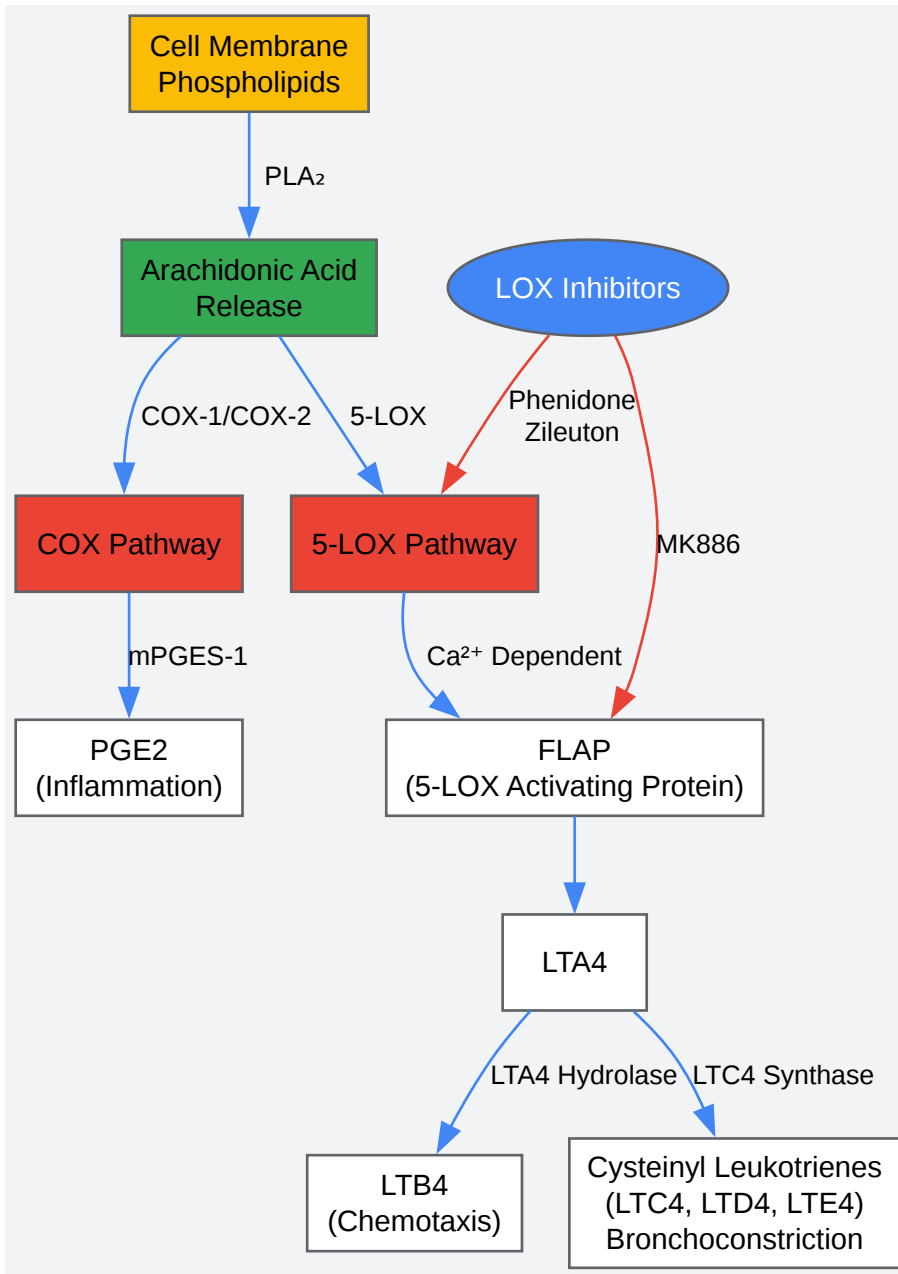 Cell Membrane
Phospholipids
PLA₂
Arachidonic Acid
Release
LOX Inhibitors
COX-1/COX-2
5-LOX
Phenidone
Zileuton
COX Pathway
5-LOX Pathway
MK886
mPGES-1
Ca²⁺ Dependent
PGE2
(Inflammation)
FLAP
(5-LOX Activating Protein)
LTA4
LTA4 Hydrolase
LTC4 Synthase
LTB4
(Chemotaxis)
Cysteinyl Leukotrienes
(LTC4, LTD4, LTE4)
Bronchoconstriction